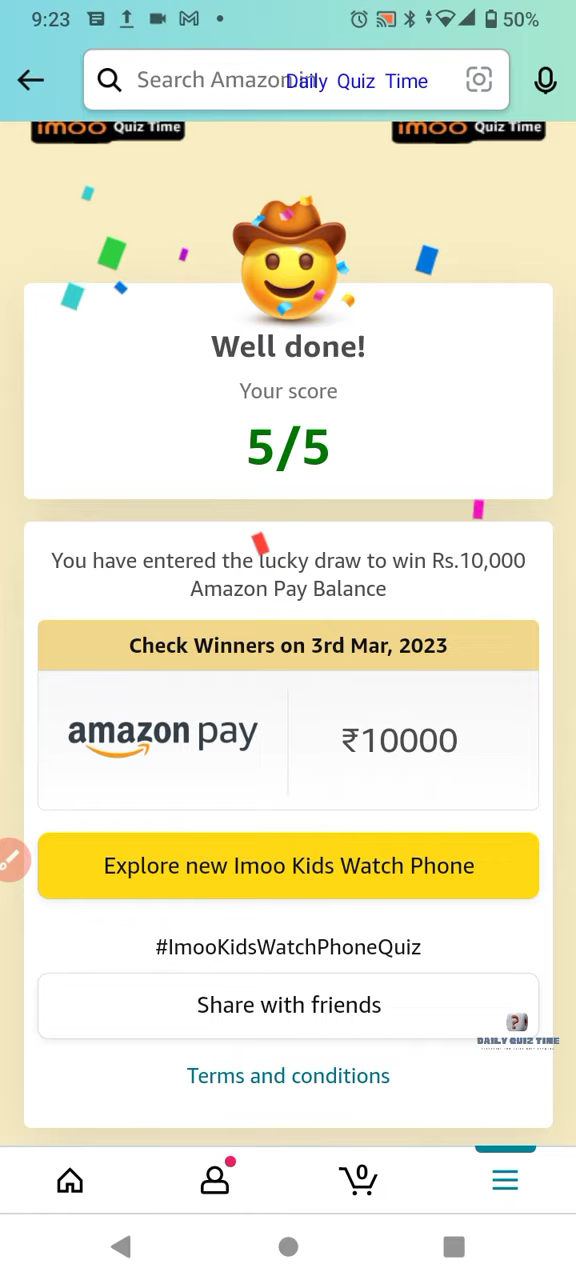 9:23
50%
Search Amazon.in
Daily Quiz Time
imoo Quiz Time
imoo Quiz Time
Well done!
Your score
5/5
You have entered the lucky draw to win Rs.10,000
Amazon Pay Balance
Check Winners on 3rd Mar, 2023
amazon pay
₹10000
Explore new Imoo Kids Watch Phone
#ImooKidsWatchPhoneQuiz
Share with friends
?
DAILY QUIZ TIME
Terms and conditions
0